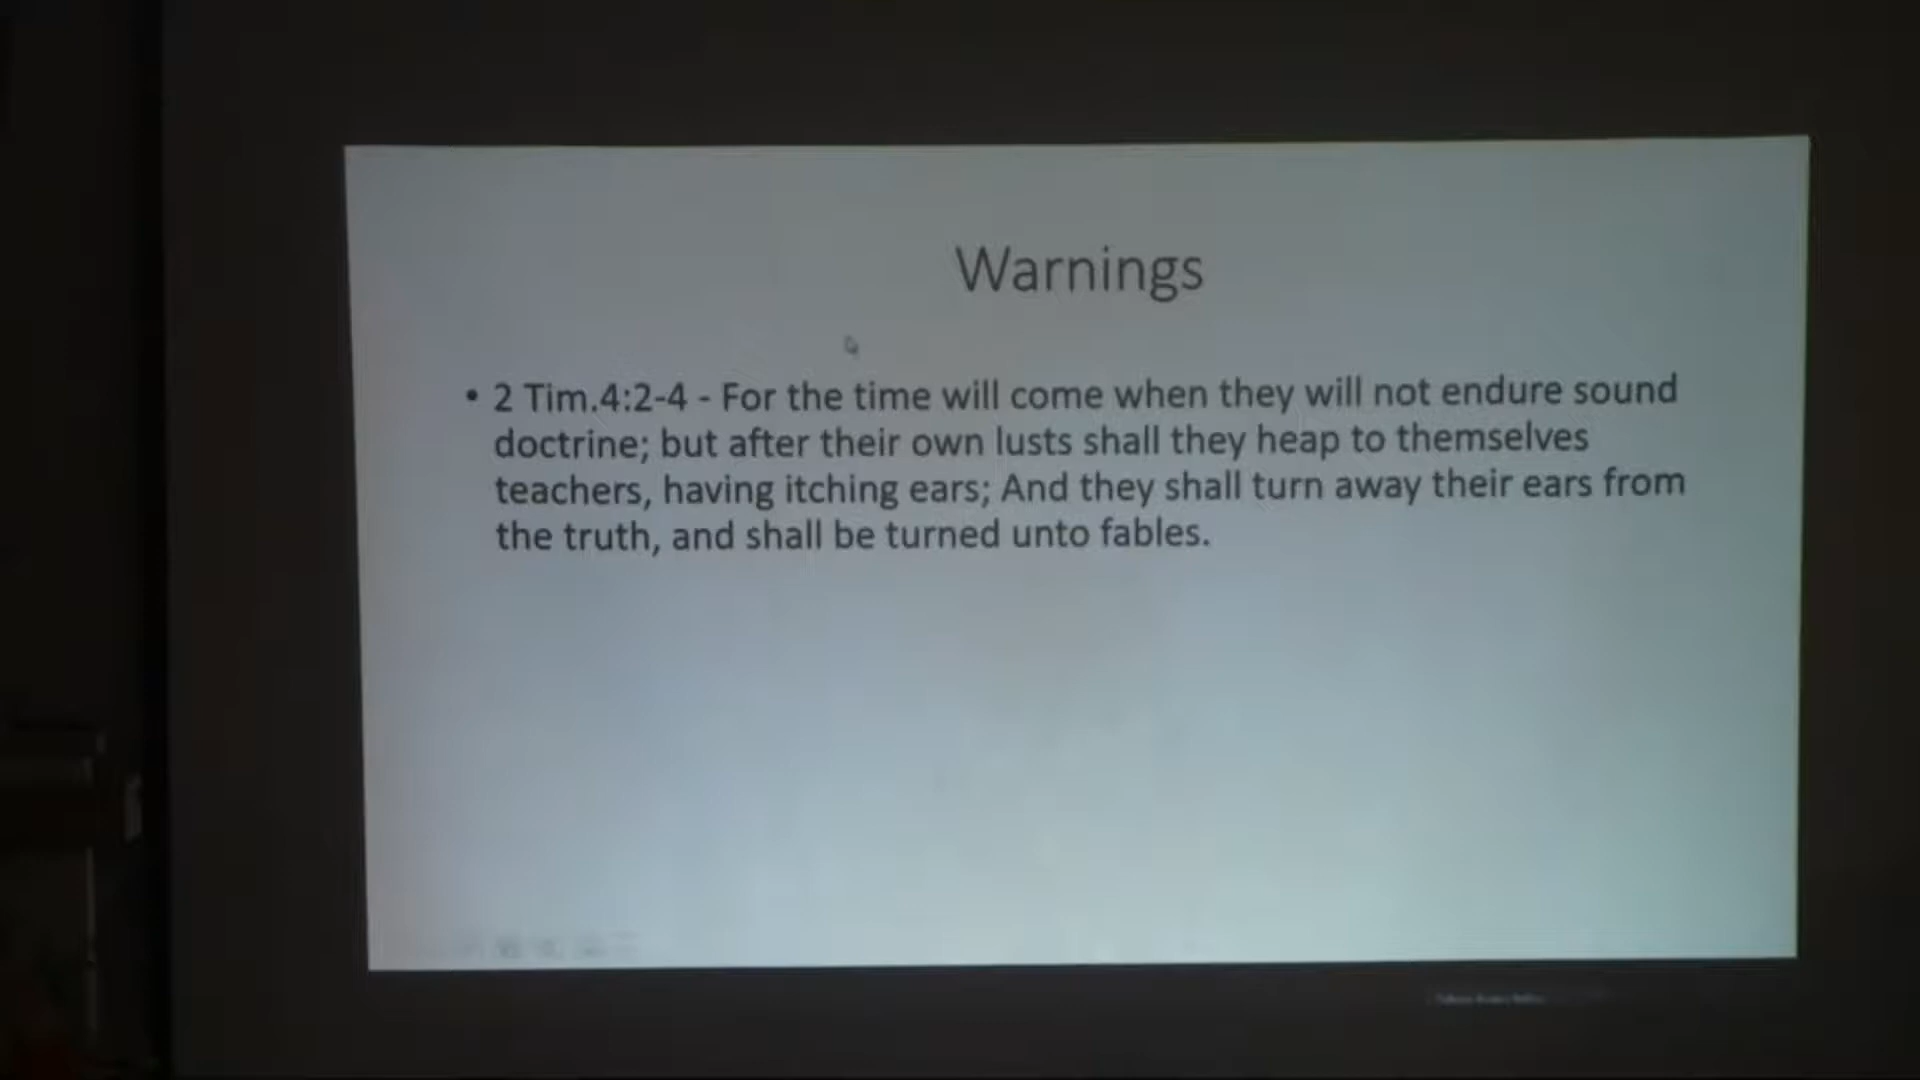 Warnings
• 2 Tim.4:2-4 - For the time will come when they will not endure sound
doctrine; but after their own lusts shall they heap to themselves
teachers, having itching ears; And they shall turn away their ears from
the truth, and shall be turned unto fables.